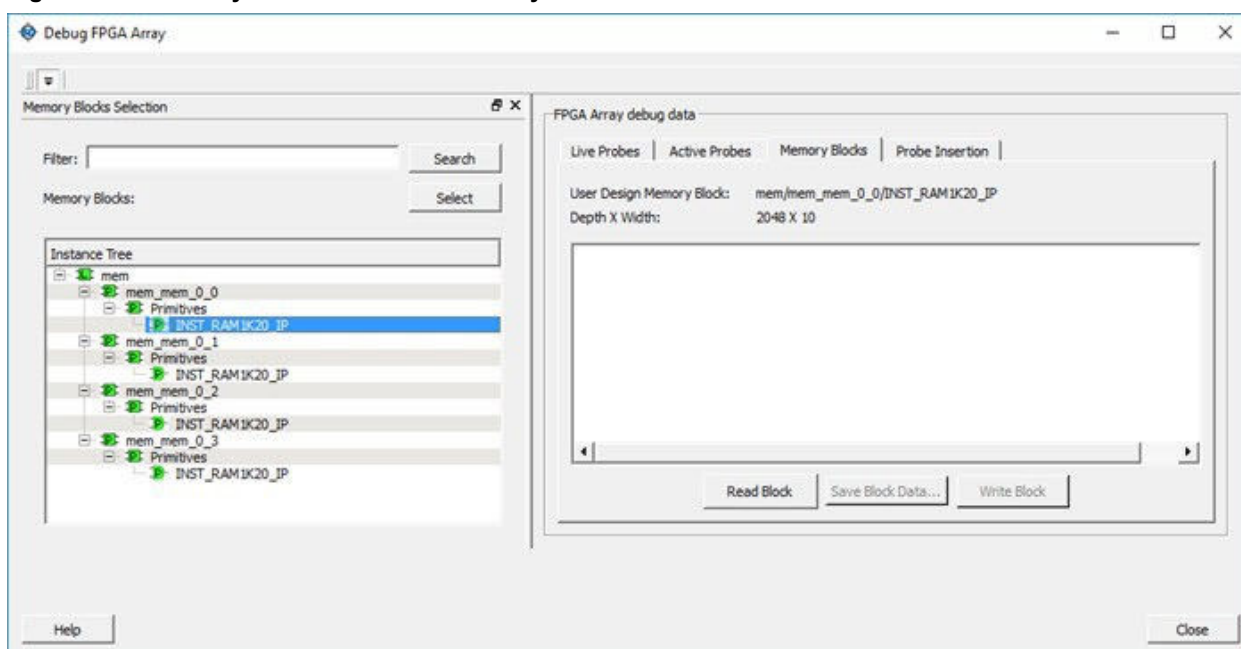 Debug FPGA Array
Memory Blocks Selection
Filter:
Search
Memory Blocks:
Select
Instance Tree
mem
mem_mem_0_0
Primitives
INST_RAM1K20_IP
mem_mem_0_1
Primitives
INST_RAM1K20_IP
mem_mem_0_2
Primitives
INST_RAM1K20_IP
mem_mem_0_3
Primitives
INST_RAM1K20_IP
FPGA Array debug data
Live Probes Active Probes Memory Blocks Probe Insertion
User Design Memory Block: mem/mem_mem_0_0/INST_RAM1K20_IP
Depth X Width: 2048 X 10
Read Block Save Block Data... Write Block
Help
Close